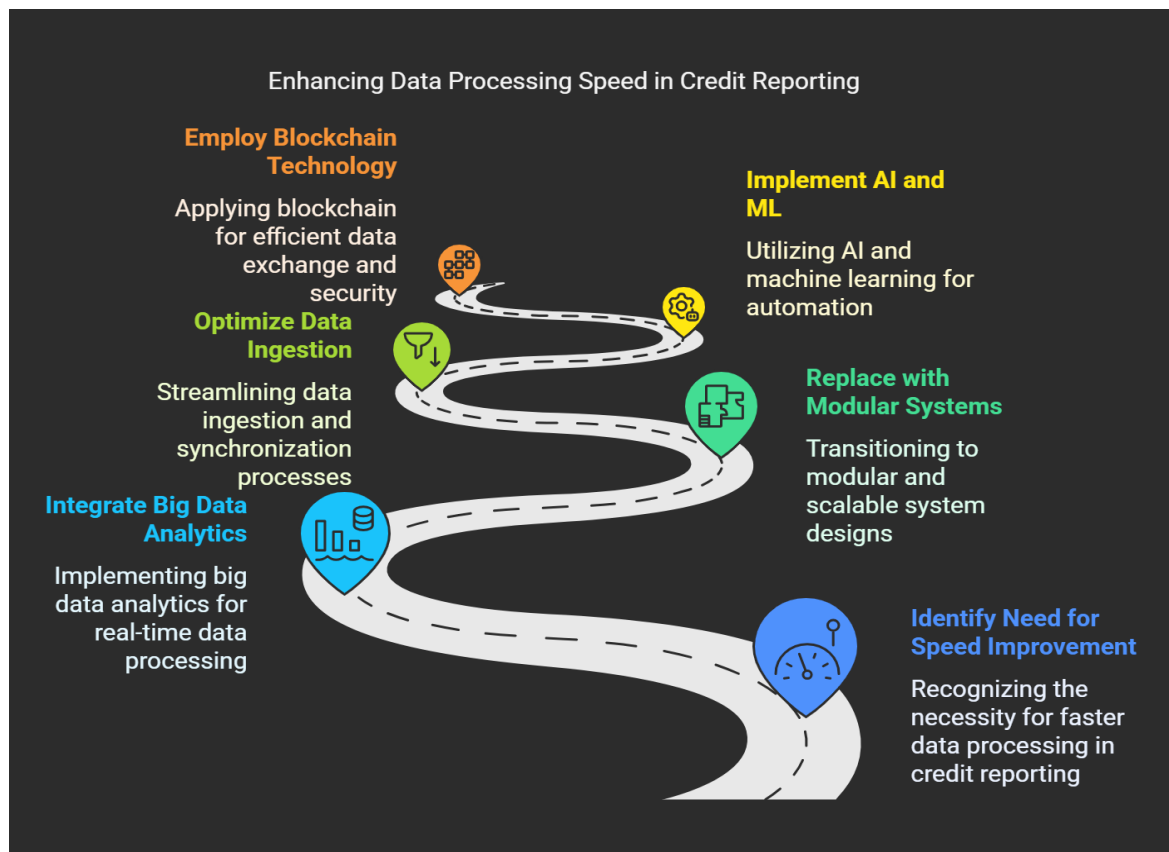 Enhancing Data Processing Speed in Credit Reporting
Employ Blockchain
Technology
Applying blockchain
for efficient data
exchange and
security
Implement AI and
ML
Utilizing AI and
machine learning for
automation
Optimize Data
Ingestion
Streamlining data
ingestion and
synchronization
processes
Replace with
Modular Systems
Transitioning to
modular and
scalable system
designs
Integrate Big Data
Analytics
Implementing big
data analytics for
real-time data
processing
Identify Need for
Speed Improvement
Recognizing the
necessity for faster
data processing in
credit reporting